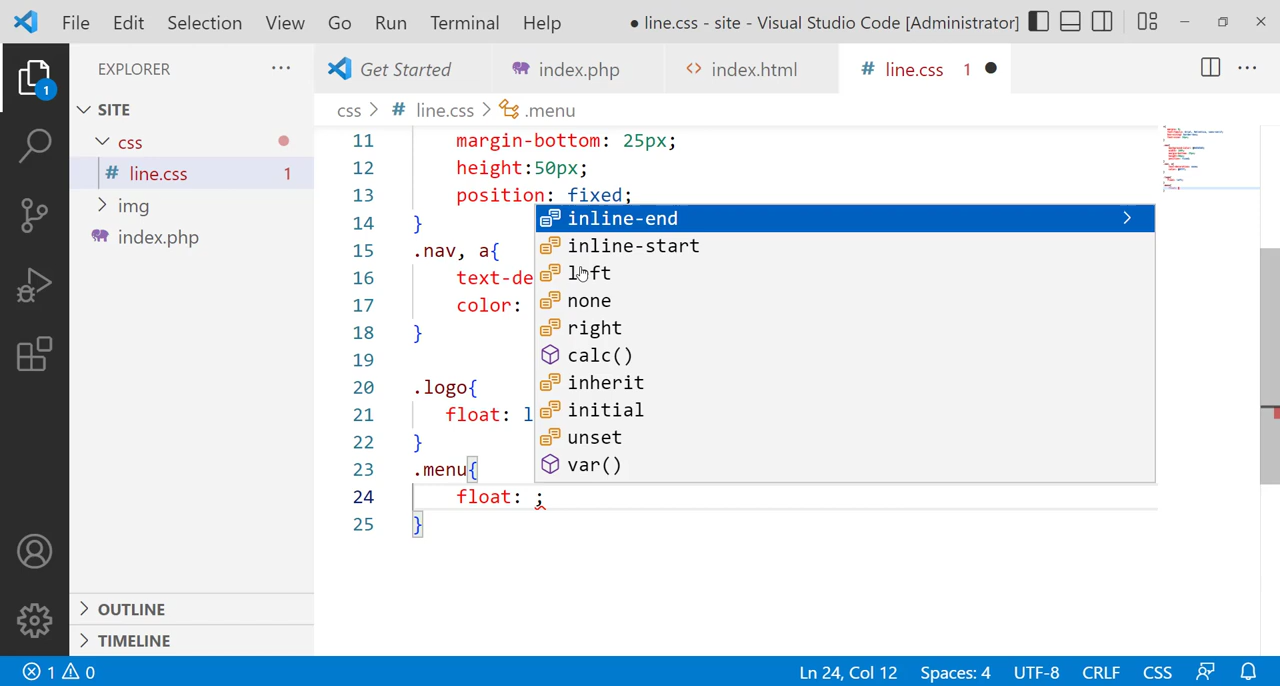 File Edit Selection View Go Run Terminal Help ● line.css - site - Visual Studio Code [Administrator]
EXPLORER ···
Get Started index.php index.html # line.css 1 ● ···
SITE
css > # line.css > .menu
css
# line.css 1
img
index.php
11 margin-bottom: 25px;
12 height:50px;
13 position: fixed;
14 }
15 .nav, a{
16 text-de
17 color:
18 }
19
20 .logo{
21 float: l
22 }
23 .menu{
24 float: ;
25 }
inline-end
inline-start
left
none
right
calc()
inherit
initial
unset
var()
1
OUTLINE
TIMELINE
1 0 Ln 24, Col 12 Spaces: 4 UTF-8 CRLF CSS